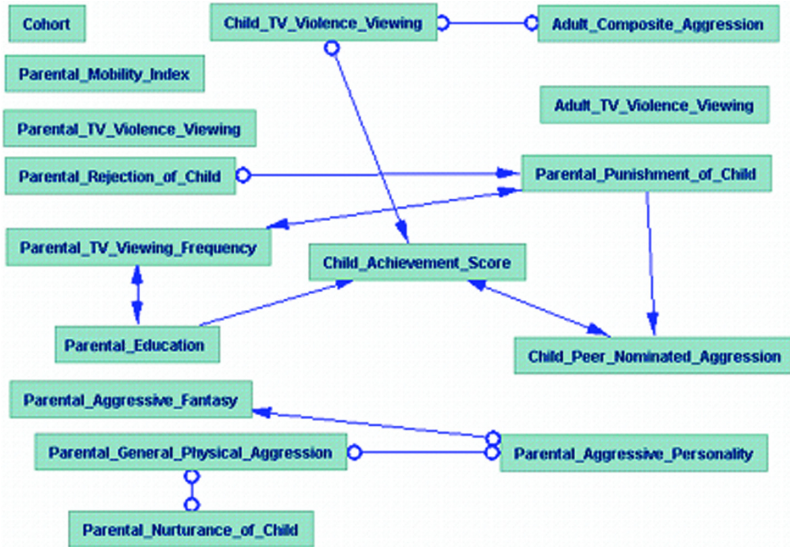 Cohort
Child_TV_Violence_Viewing
Adult_Composite_Aggression
Parental_Mobility_Index
Adult_TV_Violence_Viewing
Parental_TV_Violence_Viewing
Parental_Rejection_of_Child
Parental_Punishment_of_Child
Parental_TV_Viewing_Frequency
Child_Achievement_Score
Parental_Education
Child_Peer_Nominated_Aggression
Parental_Aggressive_Fantasy
Parental_General_Physical_Aggression
Parental_Aggressive_Personality
Parental_Nurturance_of_Child